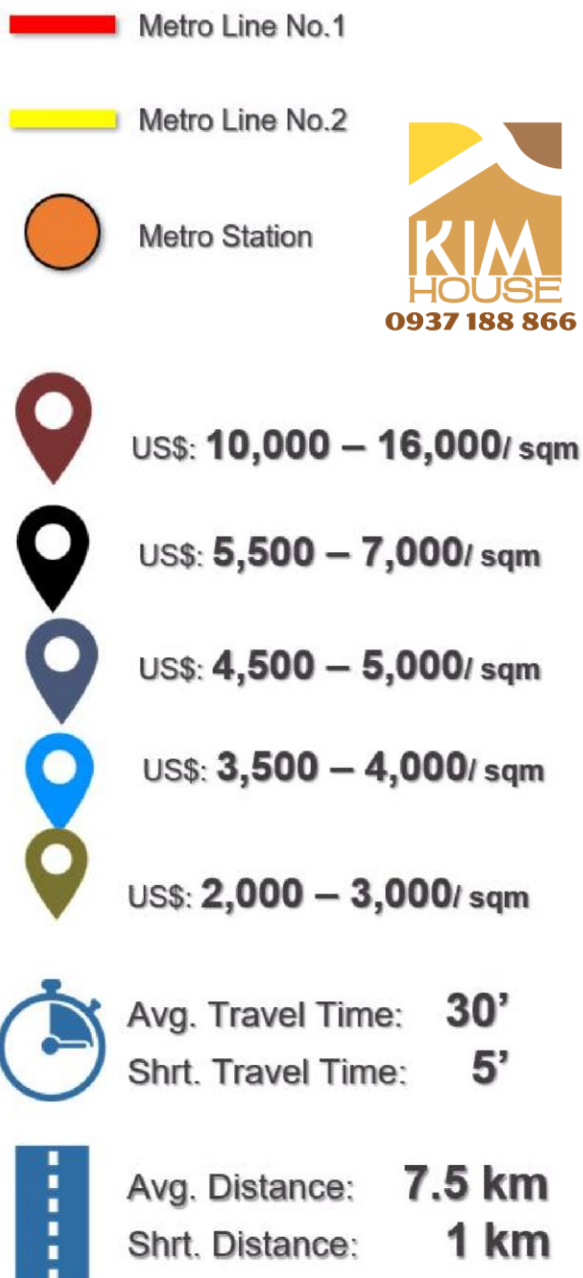 Metro Line No.1
Metro Line No.2
Metro Station
KIM
HOUSE
0937 188 866
US$: 10,000 – 16,000/ sqm
US$: 5,500 – 7,000/ sqm
US$: 4,500 – 5,000/ sqm
US$: 3,500 – 4,000/ sqm
US$: 2,000 – 3,000/ sqm
Avg. Travel Time: 30’
Shrt. Travel Time: 5’
Avg. Distance: 7.5 km
Shrt. Distance: 1 km